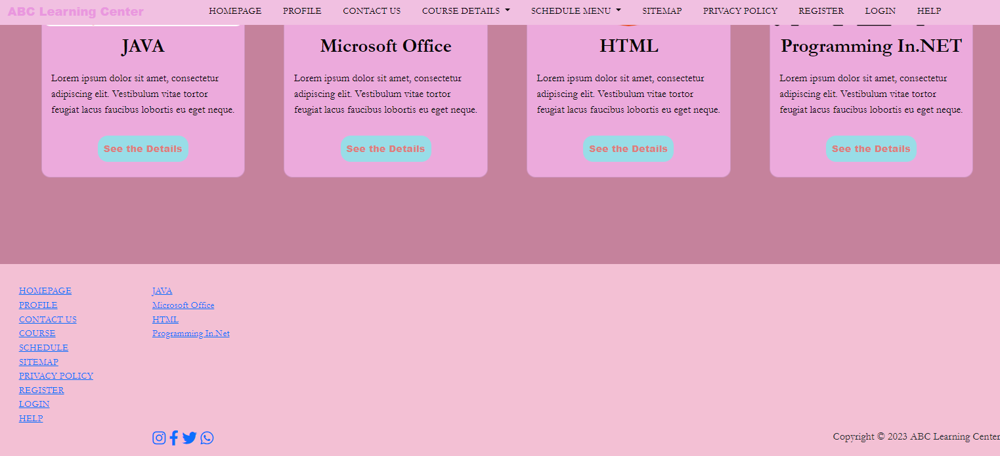 ABC Learning Center HOMEPAGE PROFILE CONTACT US COURSE DETAILS SCHEDULE MENU SITEMAP PRIVACY POLICY REGISTER LOGIN HELP
JAVA
Lorem ipsum dolor sit amet, consectetur
adipiscing elit. Vestibulum vitae tortor
feugiat lacus faucibus lobortis eu eget neque.
See the Details
Microsoft Office
Lorem ipsum dolor sit amet, consectetur
adipiscing elit. Vestibulum vitae tortor
feugiat lacus faucibus lobortis eu eget neque.
See the Details
HTML
Lorem ipsum dolor sit amet, consectetur
adipiscing elit. Vestibulum vitae tortor
feugiat lacus faucibus lobortis eu eget neque.
See the Details
Programming In.NET
Lorem ipsum dolor sit amet, consectetur
adipiscing elit. Vestibulum vitae tortor
feugiat lacus faucibus lobortis eu eget neque.
See the Details
HOMEPAGE
PROFILE
CONTACT US
COURSE
SCHEDULE
SITEMAP
PRIVACY POLICY
REGISTER
LOGIN
HELP
JAVA
Microsoft Office
HTML
Programming In.Net
Copyright © 2023 ABC Learning Center